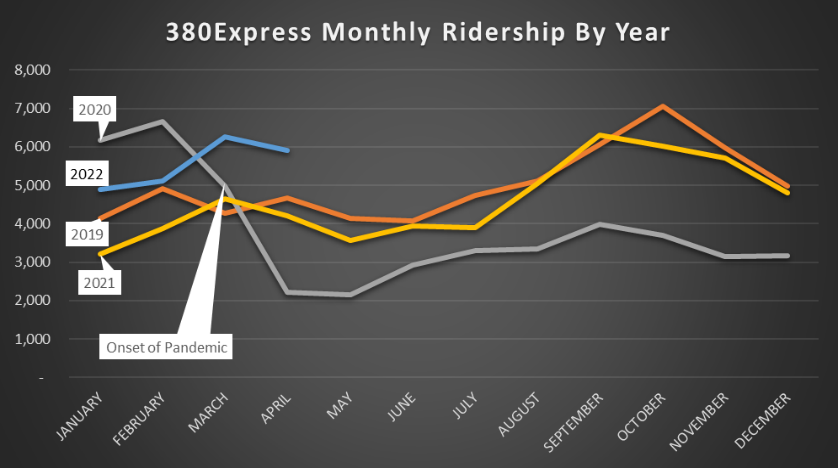 380Express Monthly Ridership By Year
8,000
7,000
6,000
5,000
4,000
3,000
2,000
1,000
-
2020
2022
2019
2021
Onset of Pandemic
JANUARY
FEBRUARY
MARCH
APRIL
MAY
JUNE
JULY
AUGUST
SEPTEMBER
OCTOBER
NOVEMBER
DECEMBER